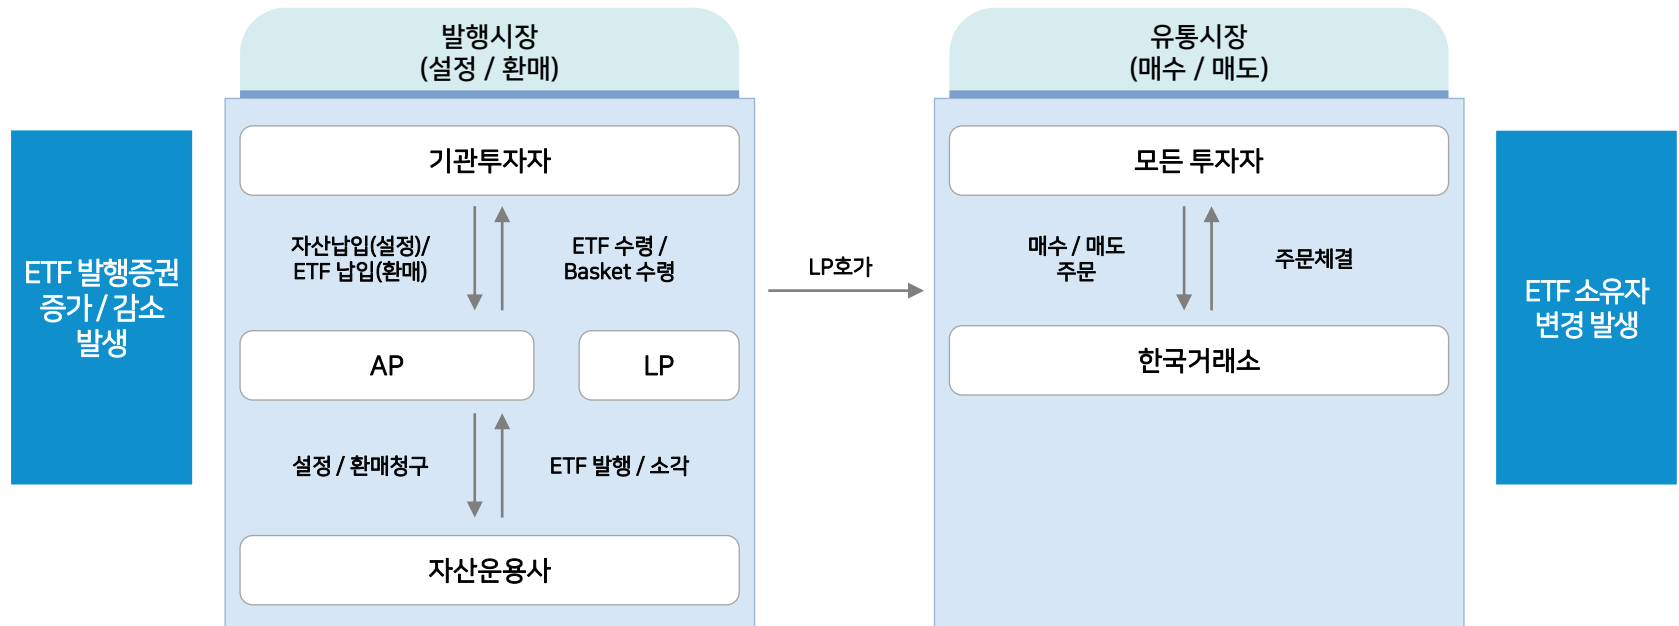 발행시장
(설정 / 환매)
유통시장
(매수 / 매도)
ETF 발행증권
증가 / 감소
발생
기관투자자
자산납입(설정)/
ETF 납입(환매)
ETF 수령 /
Basket 수령
AP
LP
설정 / 환매청구
ETF 발행 / 소각
자산운용사
LP호가
모든 투자자
매수 / 매도
주문
주문체결
한국거래소
ETF 소유자
변경 발생